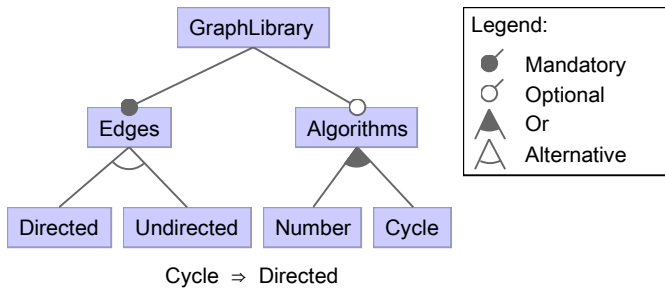 GraphLibrary
Legend:
Mandatory
Optional
Or
Alternative
Edges
Algorithms
Directed
Undirected
Number
Cycle
Cycle ⇒ Directed